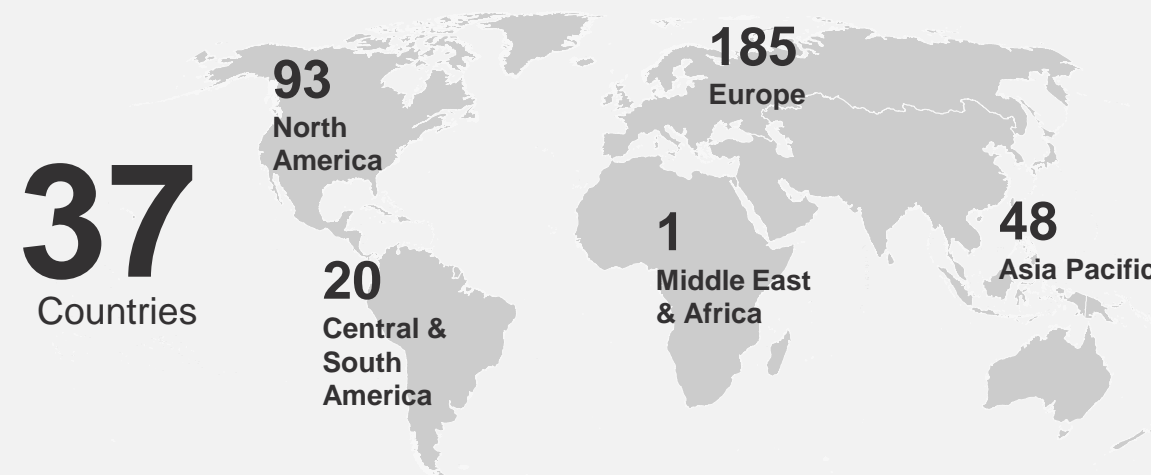 37
Countries
93
North
America
20
Central &
South
America
185
Europe
1
Middle East
& Africa
48
Asia Pacific